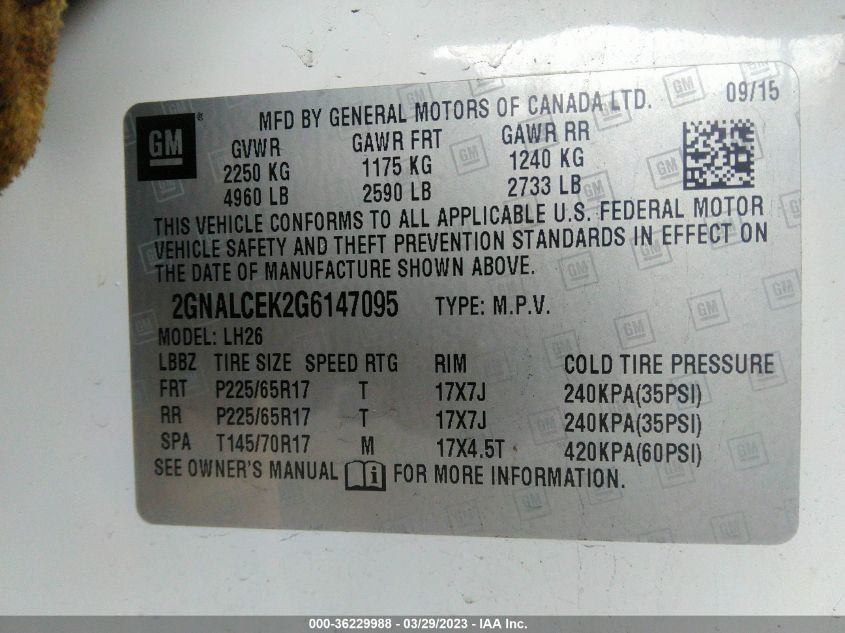 GM ® MFD BY GENERAL MOTORS OF CANADA LTD. 09/15
GVWR GAWR FRT GAWR RR
2250 KG 1175 KG 1240 KG
4960 LB 2590 LB 2733 LB
THIS VEHICLE CONFORMS TO ALL APPLICABLE U.S. FEDERAL MOTOR
VEHICLE SAFETY AND THEFT PREVENTION STANDARDS IN EFFECT ON
THE DATE OF MANUFACTURE SHOWN ABOVE.
2GNALCEK2G6147095 TYPE: M.P.V.
MODEL: LH26
LBBZ TIRE SIZE SPEED RTG RIM COLD TIRE PRESSURE
FRT P225/65R17 T 17X7J 240KPA(35PSI)
RR P225/65R17 T 17X7J 240KPA(35PSI)
SPA T145/70R17 M 17X4.5T 420KPA(60PSI)
SEE OWNER'S MANUAL i FOR MORE INFORMATION.
000-36229988 - 03/29/2023 - IAA Inc.